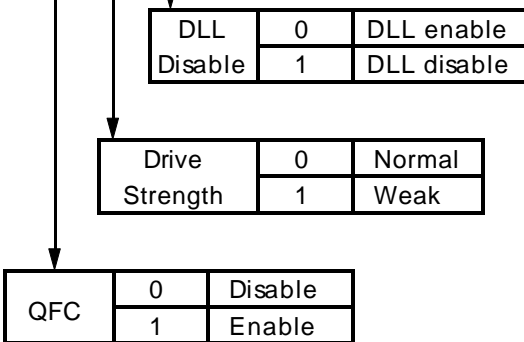 DLL 0 DLL enable
Disable 1 DLL disable
Drive 0 Normal
Strength 1 Weak
QFC
0 Disable
1 Enable